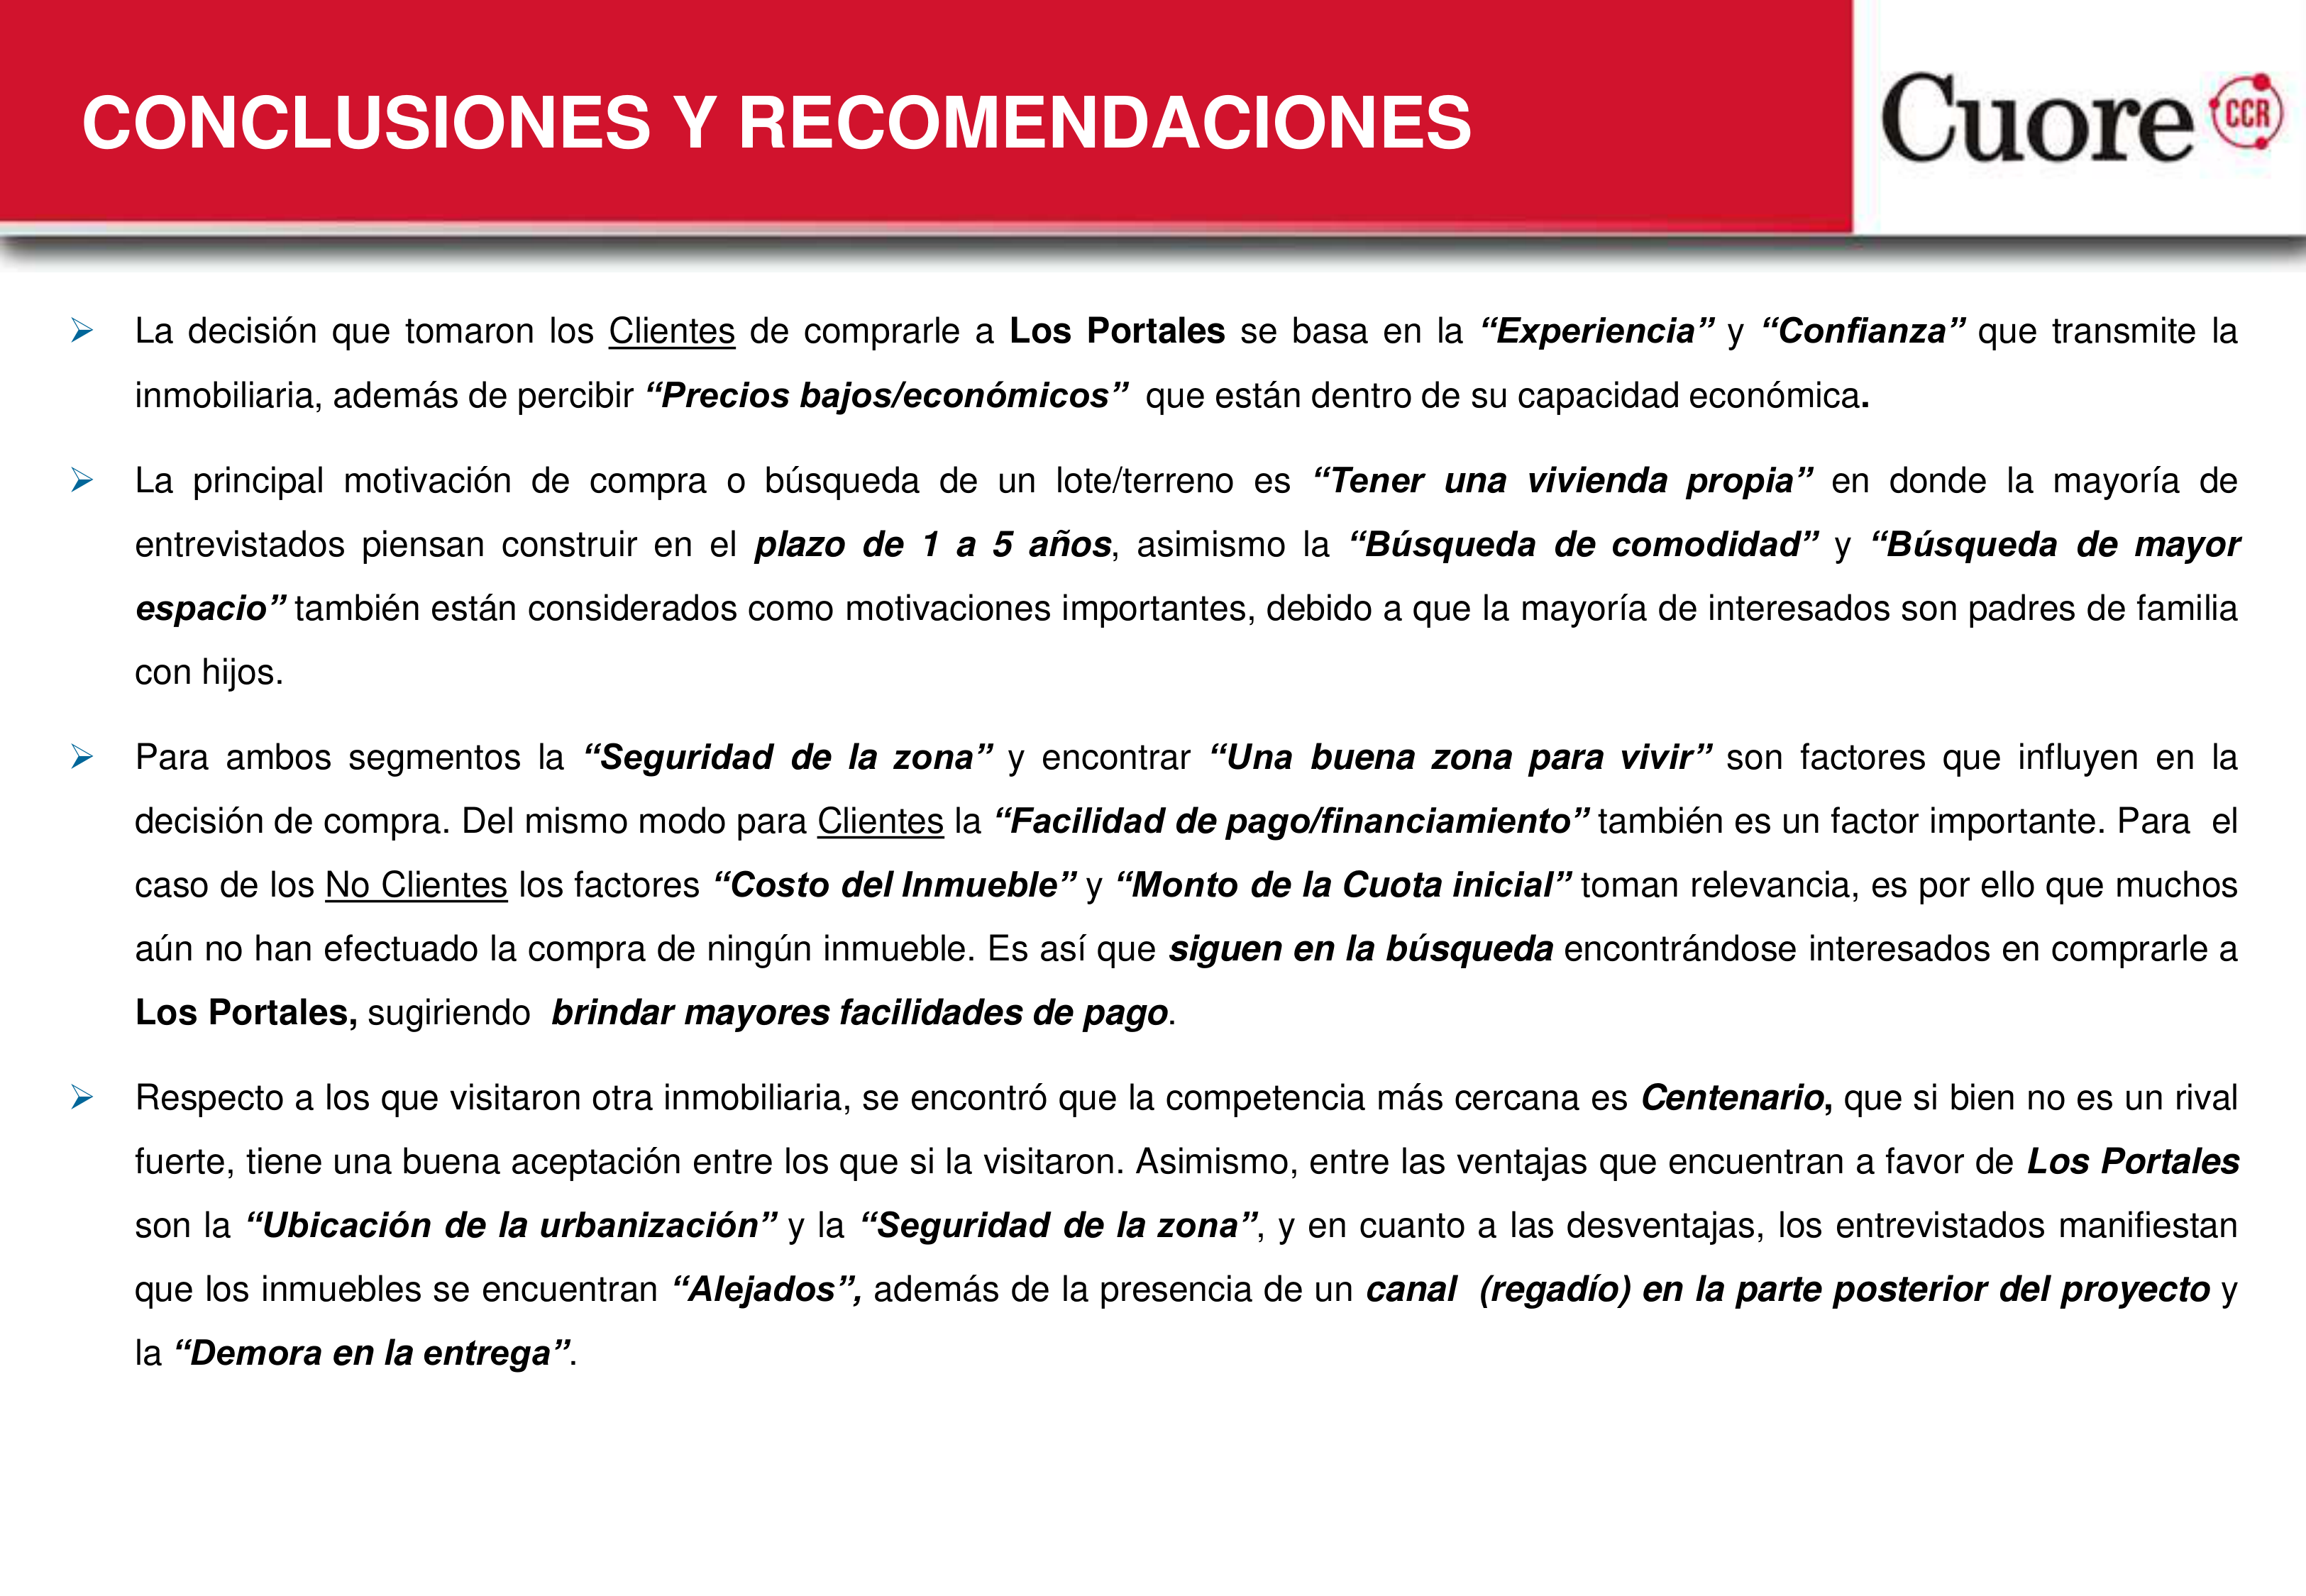 CONCLUSIONES Y RECOMENDACIONES
Cuore CCR
➢ La decisión que tomaron los Clientes de comprarle a Los Portales se basa en la “Experiencia” y “Confianza” que transmite la
inmobiliaria, además de percibir “Precios bajos/económicos” que están dentro de su capacidad económica.
➢ La principal motivación de compra o búsqueda de un lote/terreno es “Tener una vivienda propia” en donde la mayoría de
entrevistados piensan construir en el plazo de 1 a 5 años, asimismo la “Búsqueda de comodidad” y “Búsqueda de mayor
espacio” también están considerados como motivaciones importantes, debido a que la mayoría de interesados son padres de familia
con hijos.
➢ Para ambos segmentos la “Seguridad de la zona” y encontrar “Una buena zona para vivir” son factores que influyen en la
decisión de compra. Del mismo modo para Clientes la “Facilidad de pago/financiamiento” también es un factor importante. Para el
caso de los No Clientes los factores “Costo del Inmueble” y “Monto de la Cuota inicial” toman relevancia, es por ello que muchos
aún no han efectuado la compra de ningún inmueble. Es así que siguen en la búsqueda encontrándose interesados en comprarle a
Los Portales, sugiriendo brindar mayores facilidades de pago.
➢ Respecto a los que visitaron otra inmobiliaria, se encontró que la competencia más cercana es Centenario, que si bien no es un rival
fuerte, tiene una buena aceptación entre los que si la visitaron. Asimismo, entre las ventajas que encuentran a favor de Los Portales
son la “Ubicación de la urbanización” y la “Seguridad de la zona”, y en cuanto a las desventajas, los entrevistados manifiestan
que los inmuebles se encuentran “Alejados”, además de la presencia de un canal (regadío) en la parte posterior del proyecto y
la “Demora en la entrega”.